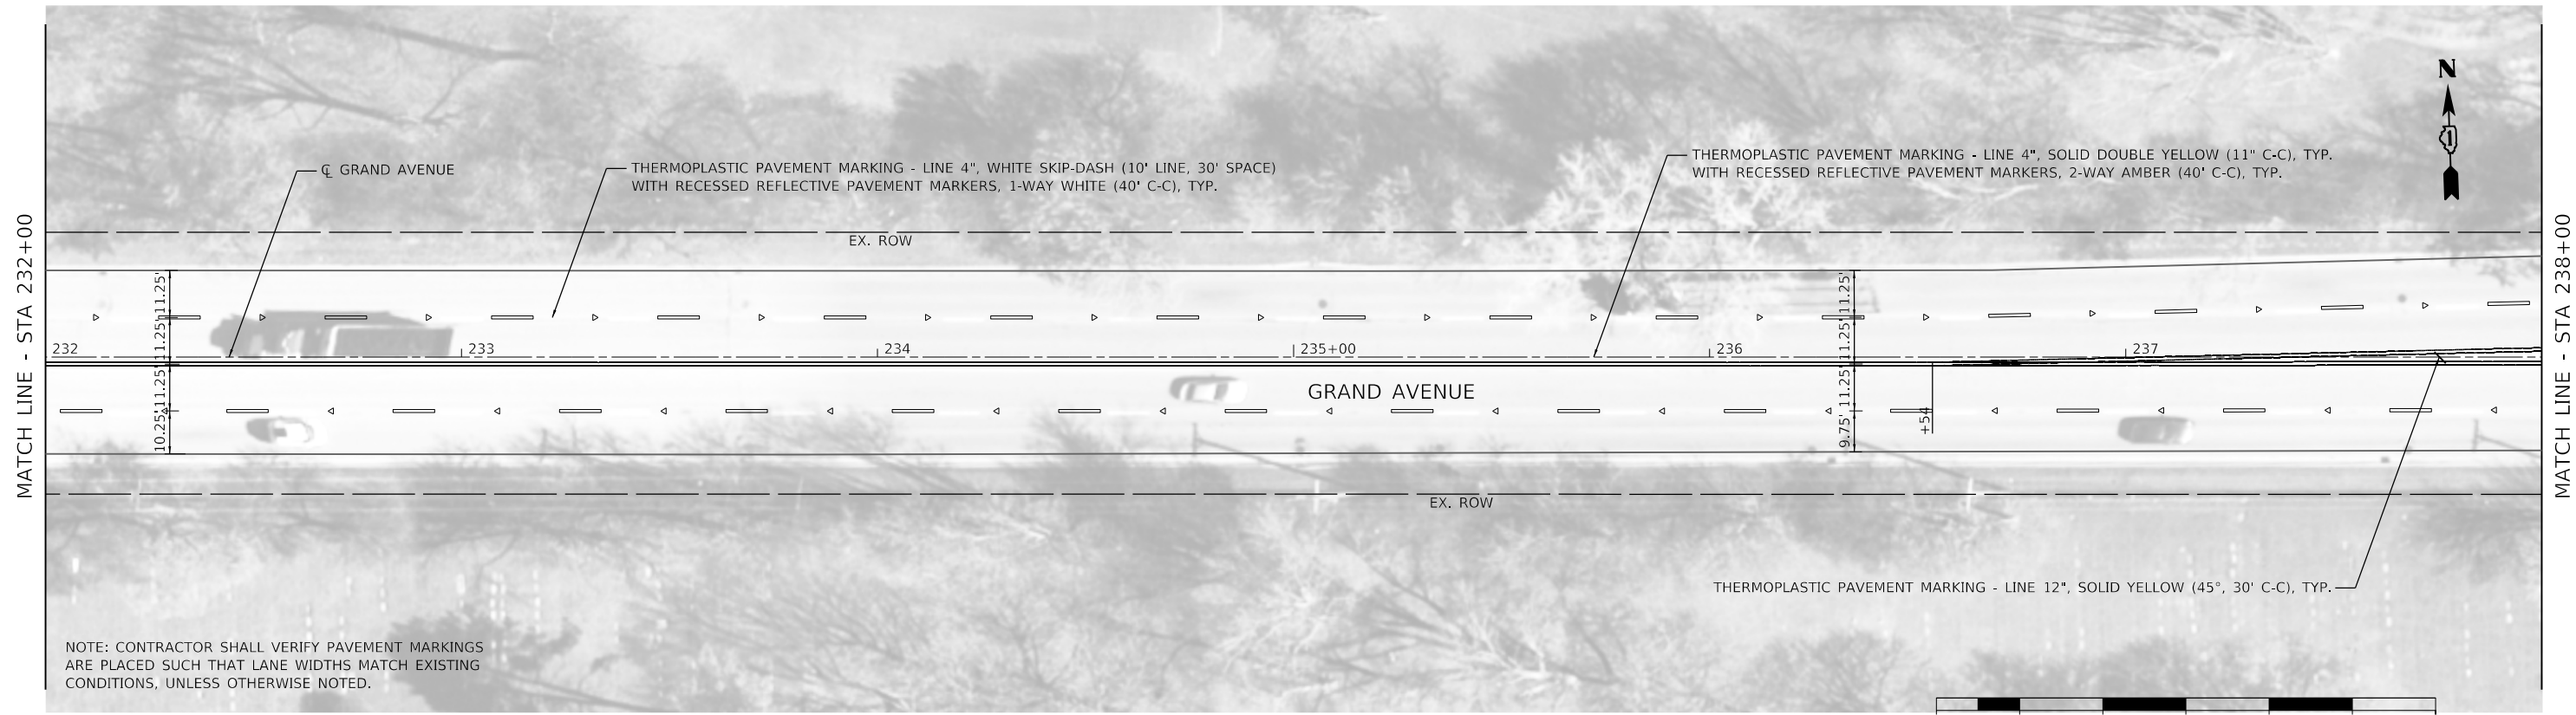 N
℄ GRAND AVENUE
THERMOPLASTIC PAVEMENT MARKING - LINE 4", WHITE SKIP-DASH (10' LINE, 30' SPACE)
WITH RECESSED REFLECTIVE PAVEMENT MARKERS, 1-WAY WHITE (40' C-C), TYP.
THERMOPLASTIC PAVEMENT MARKING - LINE 4", SOLID DOUBLE YELLOW (11" C-C), TYP.
WITH RECESSED REFLECTIVE PAVEMENT MARKERS, 2-WAY AMBER (40' C-C), TYP.
MATCH LINE - STA 232+00
MATCH LINE - STA 238+00
EX. ROW
11.25'
11.25'
11.25'
10.25'
11.25'
11.25'
11.25'
9.75'
232
233
234
235+00
236
237
GRAND AVENUE
+54
EX. ROW
THERMOPLASTIC PAVEMENT MARKING - LINE 12", SOLID YELLOW (45°, 30' C-C), TYP.
NOTE: CONTRACTOR SHALL VERIFY PAVEMENT MARKINGS
ARE PLACED SUCH THAT LANE WIDTHS MATCH EXISTING
CONDITIONS, UNLESS OTHERWISE NOTED.